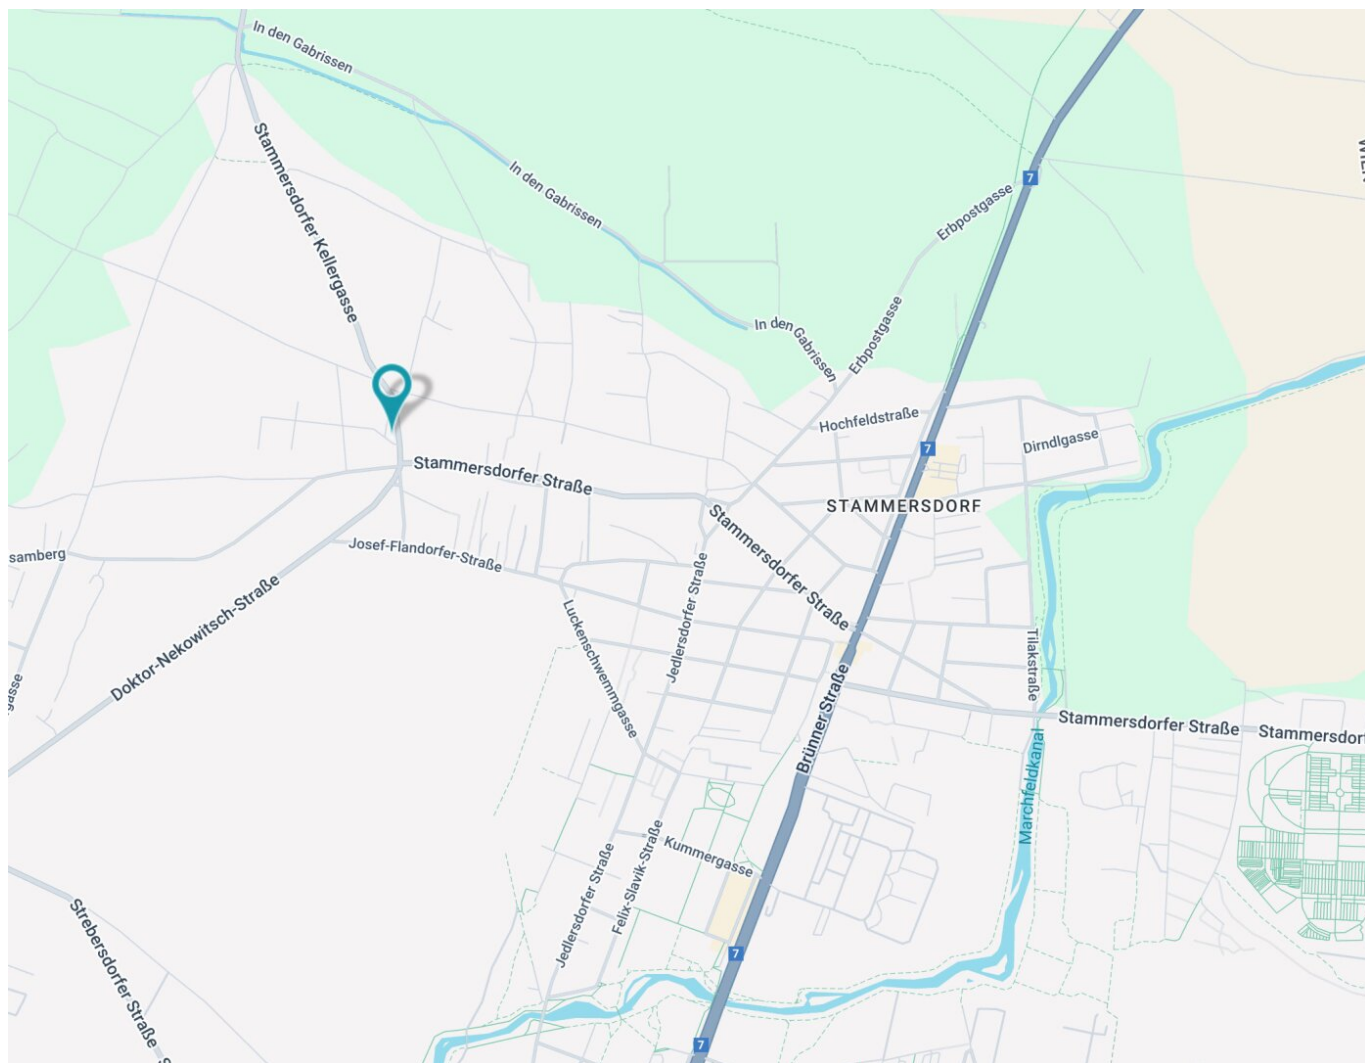 In den Gabrissen
Stammersdorfer Kellergasse
In den Gabrissen
7
Erbpostgasse
In den Gabrissen
Erbpostgasse
Hochfeldstraße
Dirndlgasse
7
Stammersdorfer Straße
STAMMERSDORF
Stammersdorfer Straße
samberg
Josef-Flandorfer-Straße
Jedlersdorfer Straße
Doktor-Nekowitsch-Straße
Luckenschwemmgasse
Tilakstraße
gasse
Brünner Straße
Stammersdorfer Straße
Stammersdorf
Marchfeldkanal
Kummergasse
Felix-Slavik-Straße
Jedlersdorfer Straße
Strebersdorfer Straße
7
7